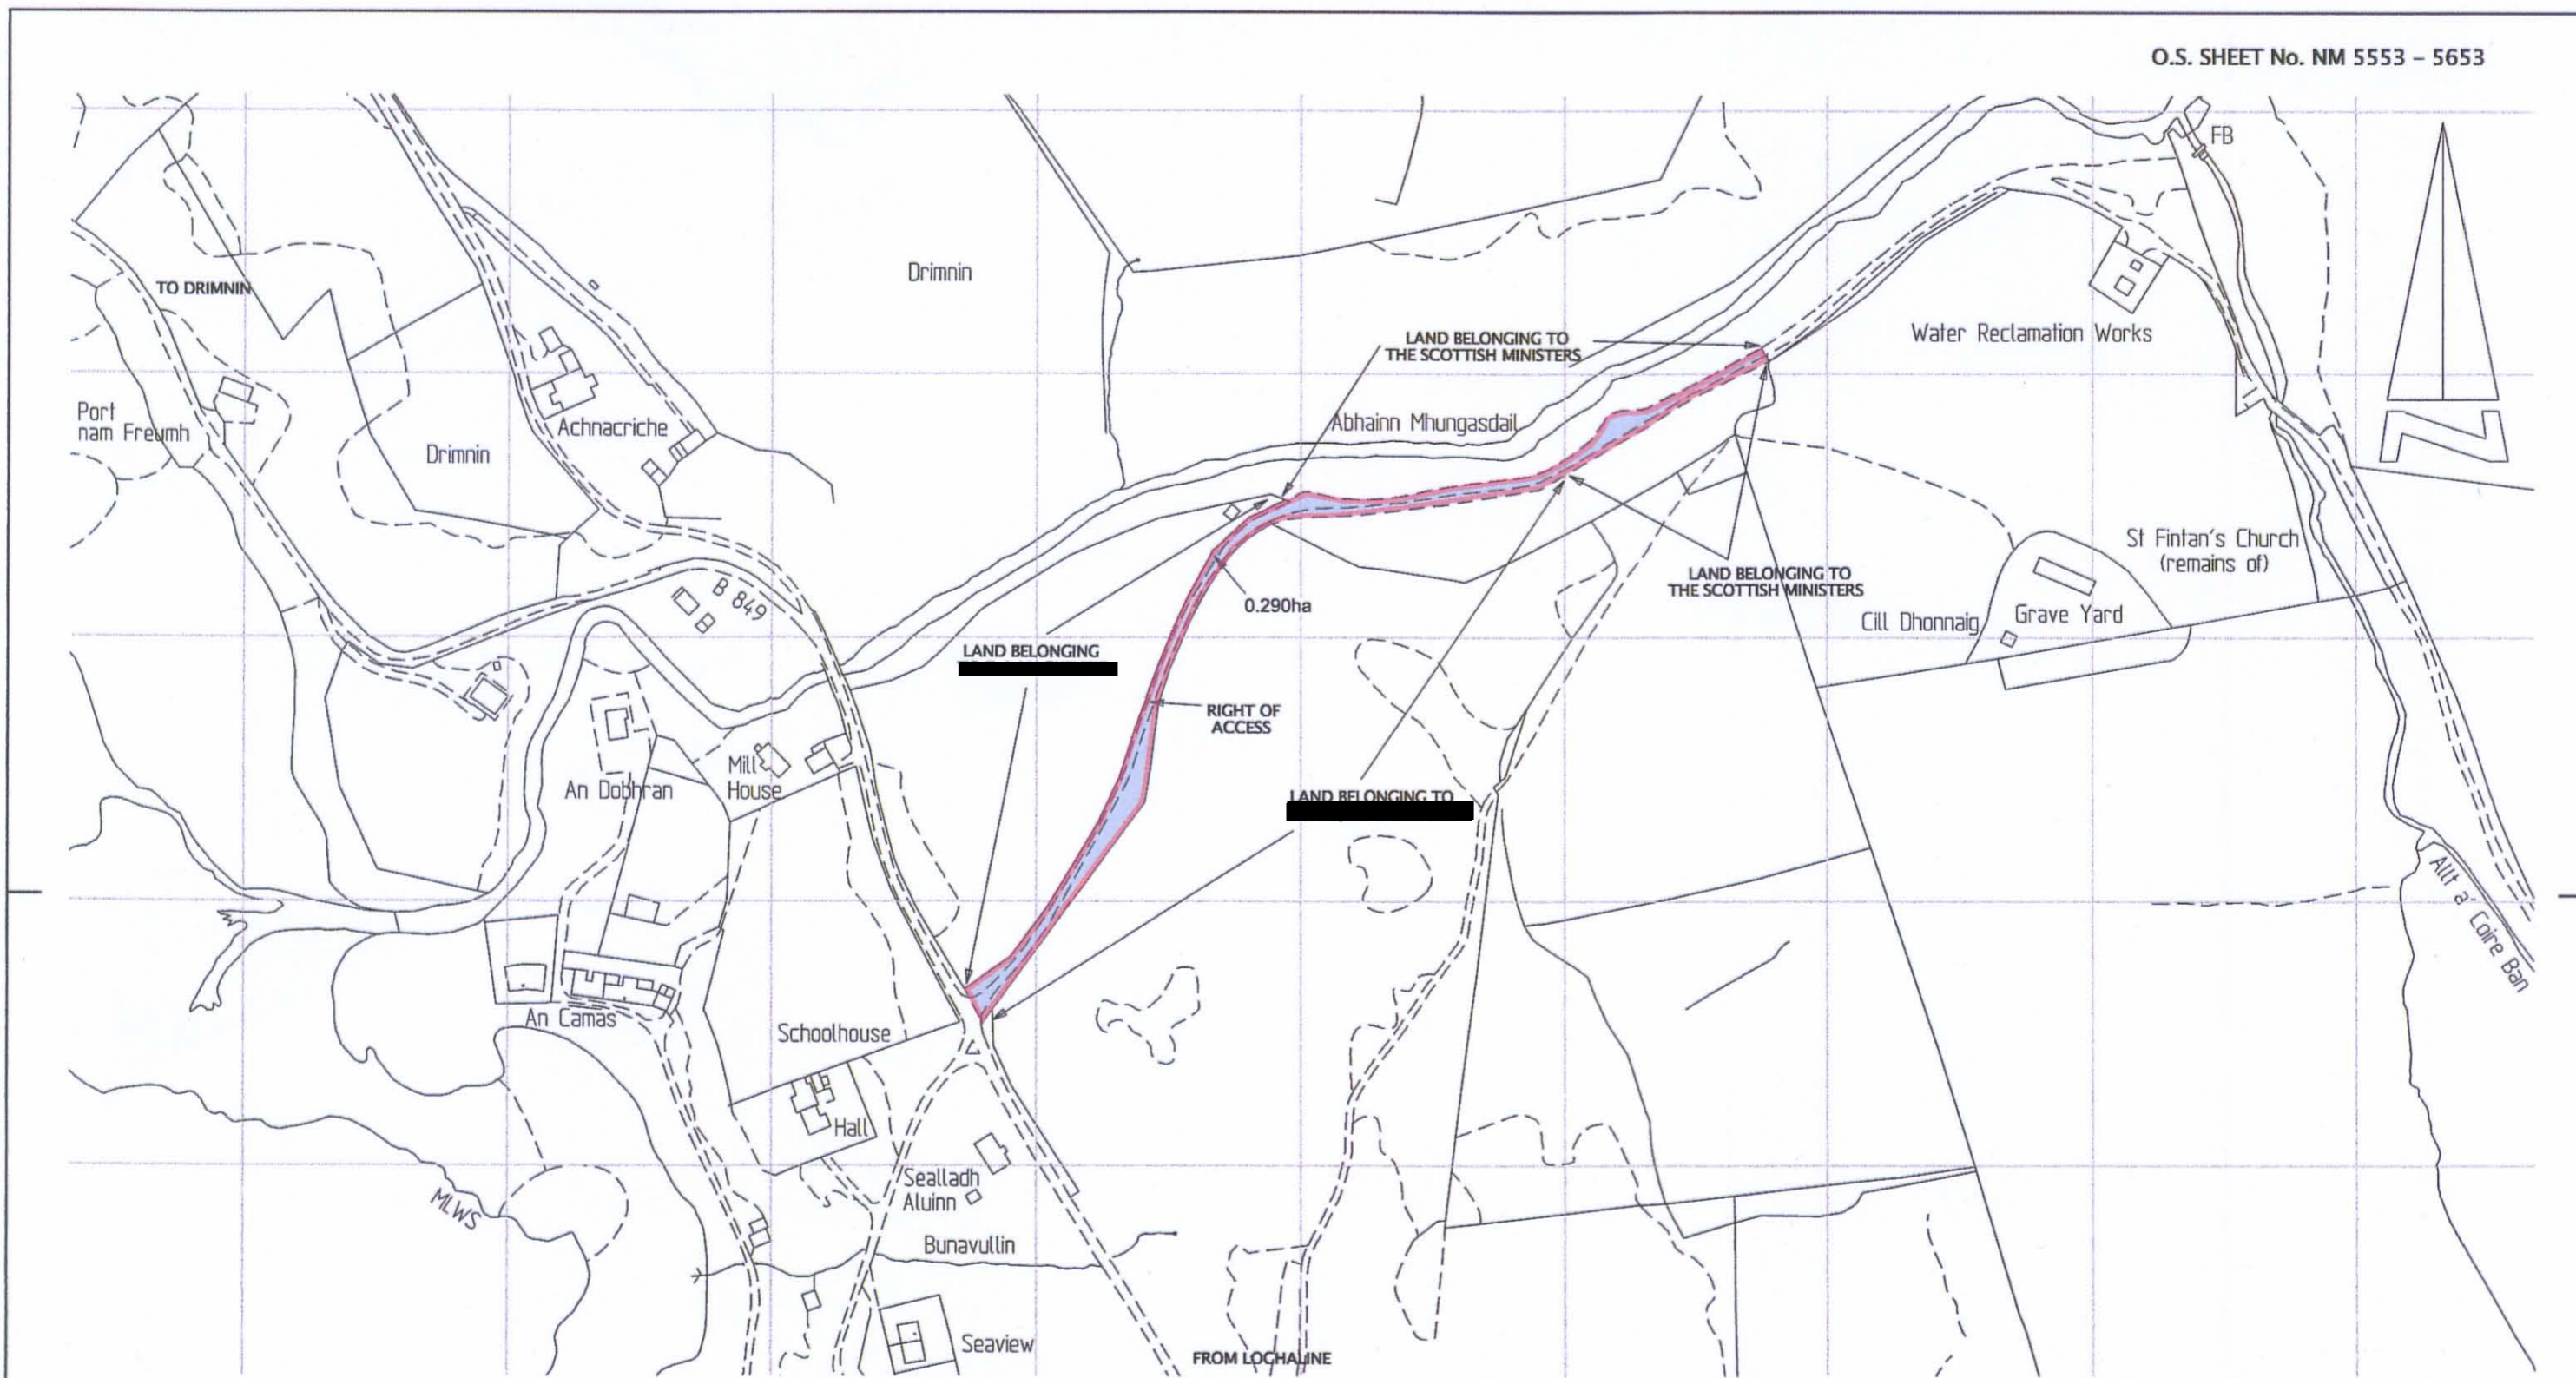 O.S. SHEET No. NM 5553 – 5653
FB
Drimnin
TO DRIMNIN
Water Reclamation Works
LAND BELONGING TO
THE SCOTTISH MINISTERS
Port
nam Freumh
Achnacriche
Abhainn Mhungasdail
Drimnin
St Fintan's Church
(remains of)
LAND BELONGING TO
THE SCOTTISH MINISTERS
B 849
0.290ha
Cill Dhonnaig
Grave Yard
LAND BELONGING
RIGHT OF
ACCESS
Mill
House
An Dobhran
LAND BELONGING TO
Allt a' Coire Ban
An Camas
Schoolhouse
Hall
Sealladh
Aluinn
MLWS
Bunavullin
Seaview
FROM LOCHALINE
N